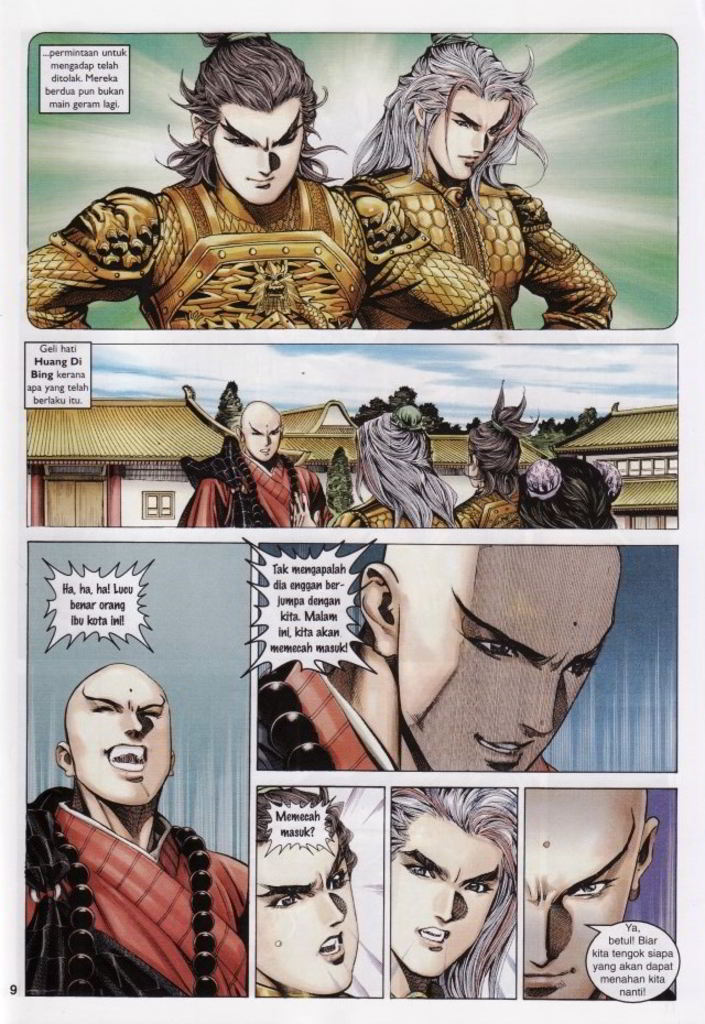 ...permintaan untuk
mengadap telah
ditolak. Mereka
berdua pun bukan
main geram lagi.
Geli hati
Huang Di
Bing kerana
apa yang telah
berlaku itu.
Ha, ha, ha! Lucu
benar orang
ibu kota ini!
Tak mengapalah
dia enggan ber-
jumpa dengan
kita. Malam
ini, kita akan
memecah masuk!
Memecah
masuk?
Ya,
betul! Biar
kita tengok siapa
yang akan dapat
menahan kita
nanti!
9